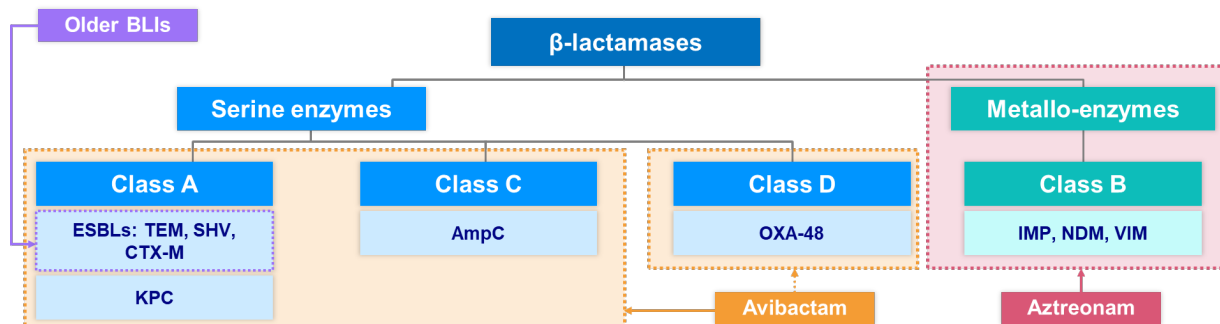 Older BLIs
β-lactamases
Serine enzymes
Metallo-enzymes
Class A
Class C
Class D
Class B
ESBLs: TEM, SHV,
CTX-M
AmpC
OXA-48
IMP, NDM, VIM
KPC
Avibactam
Aztreonam